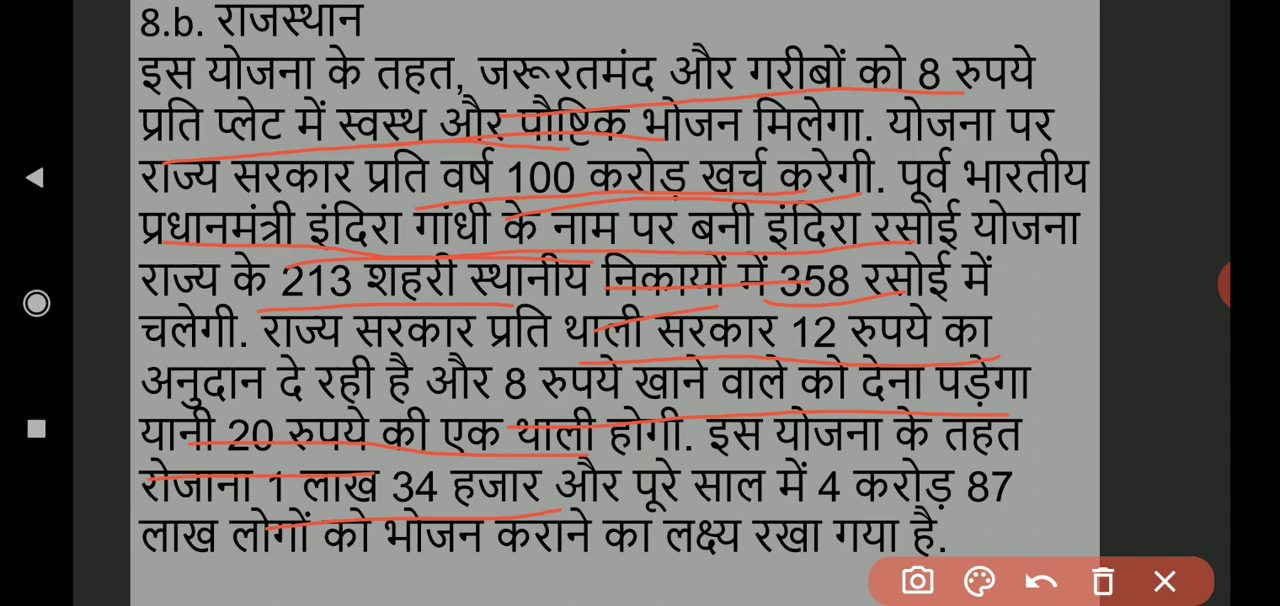 8.b. राजस्थान
इस योजना के तहत, जरूरतमंद और गरीबों को 8 रुपये
प्रति प्लेट में स्वस्थ और पौष्टिक भोजन मिलेगा. योजना पर
राज्य सरकार प्रति वर्ष 100 करोड़ खर्च करेगी. पूर्व भारतीय
प्रधानमंत्री इंदिरा गांधी के नाम पर बनी इंदिरा रसोई योजना
राज्य के 213 शहरी स्थानीय निकायों में 358 रसोई में
चलेगी. राज्य सरकार प्रति थाली सरकार 12 रुपये का
अनुदान दे रही है और 8 रुपये खाने वाले को देना पड़ेगा
यानी 20 रुपये की एक थाली होगी. इस योजना के तहत
रोजाना 1 लाख 34 हजार और पूरे साल में 4 करोड़ 87
लाख लोगों को भोजन कराने का लक्ष्य रखा गया है.